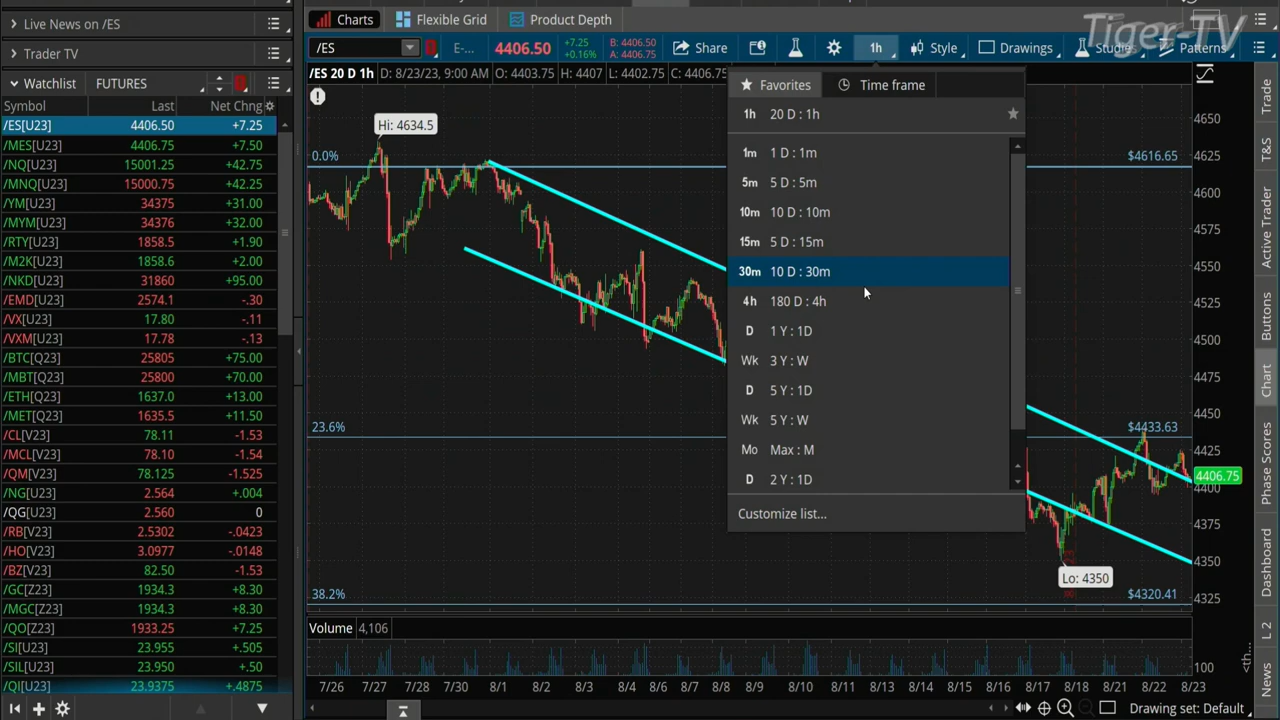 Live News on /ES
Trader TV
Watchlist FUTURES
Symbol Last Net Chng
/ES[U23] 4406.50 +7.25
/MES[U23] 4406.75 +7.50
/NQ[U23] 15001.25 +42.75
/MNQ[U23] 15000.75 +42.25
/YM[U23] 34375 +31.00
/MYM[U23] 34376 +32.00
/RTY[U23] 1858.5 +1.90
/M2K[U23] 1858.6 +2.00
/NKD[U23] 31860 +95.00
/EMD[U23] 2574.1 -.30
/VX[U23] 17.80 -.11
/VXM[U23] 17.78 -.13
/BTC[Q23] 25805 +75.00
/MBT[Q23] 25800 +70.00
/ETH[Q23] 1637.0 +13.00
/MET[Q23] 1635.5 +11.50
/CL[V23] 78.11 -1.53
/MCL[V23] 78.10 -1.54
/QM[V23] 78.125 -1.525
/NG[V23] 2.564 +.004
/QG[V23] 2.560 0
/RB[V23] 2.5302 -.0423
/HO[V23] 3.0977 -.0148
/BZ[V23] 82.50 -1.53
/GC[Z23] 1934.3 +8.30
/MGC[Z23] 1934.3 +8.30
/QO[Z23] 1933.25 +7.25
/SI[U23] 23.955 +.505
/SIL[U23] 23.950 +.50
/QI[U23] 23.9375 +.4875
Charts Flexible Grid Product Depth
Tiger-TV
/ES E-... 4406.50 +7.25 +0.16% B: 4406.50 A: 4406.75 Share 1h Style Drawings Studies Patterns
/ES 20 D 1h D: 8/23/23, 9:00 AM O: 4403.75 H: 4407 L: 4402.75 C: 4406.75
Favorites Time frame
1h 20 D : 1h
1m 1 D : 1m
5m 5 D : 5m
10m 10 D : 10m
15m 5 D : 15m
30m 10 D : 30m
4h 180 D : 4h
D 1 Y : 1D
Wk 3 Y : W
D 5 Y : 1D
Wk 5 Y : W
Mo Max : M
D 2 Y : 1D
Customize list...
Hi: 4634.5
0.0% $4616.65
23.6% $4433.63
38.2% $4320.41
Lo: 4350
4650
4625
4600
4575
4550
4525
4500
4475
4450
4425
4406.75
4400
4375
4350
4325
Volume 4,106
100
7/26 7/27 7/28 7/30 8/1 8/2 8/3 8/4 8/6 8/7 8/8 8/9 8/10 8/11 8/13 8/14 8/15 8/16 8/17 8/18 8/21 8/22 8/23
Drawing set: Default
Trade
T&S
Active Trader
Buttons
Chart
Phase Scores
Dashboard
L 2
News
<th...